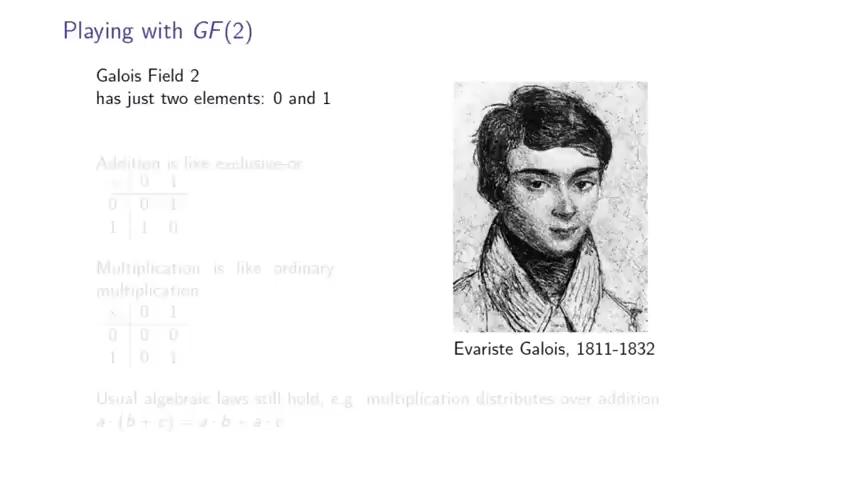 Playing with GF(2)
Galois Field 2
has just two elements: 0 and 1
Addition is like exclusive-or
+ 0 1
0 0 1
1 1 0
Multiplication is like ordinary
multiplication
× 0 1
0 0 0
1 0 1
Evariste Galois, 1811-1832
Usual algebraic laws still hold, e.g. multiplication distributes over addition
a · (b + c) = a · b + a · c